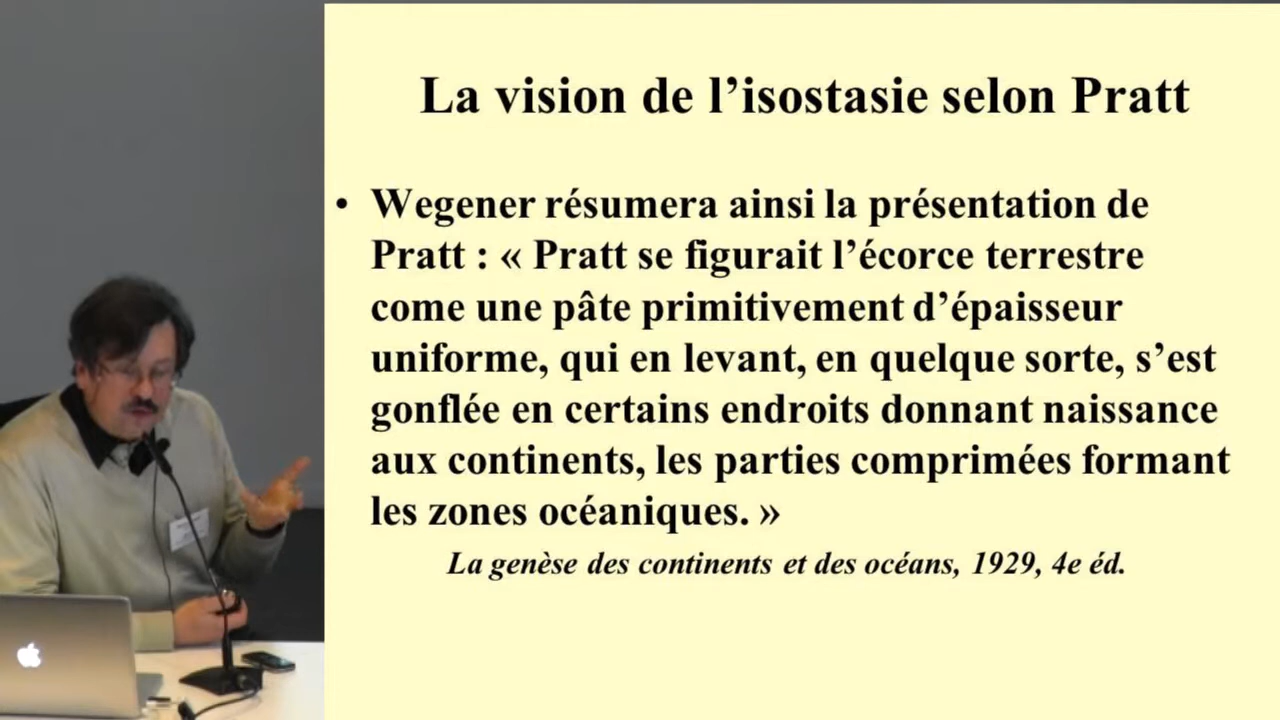 La vision de l’isostasie selon Pratt
• Wegener résumera ainsi la présentation de
Pratt : « Pratt se figurait l’écorce terrestre
come une pâte primitivement d’épaisseur
uniforme, qui en levant, en quelque sorte, s’est
gonflée en certains endroits donnant naissance
aux continents, les parties comprimées formant
les zones océaniques. »
La genèse des continents et des océans, 1929, 4e éd.